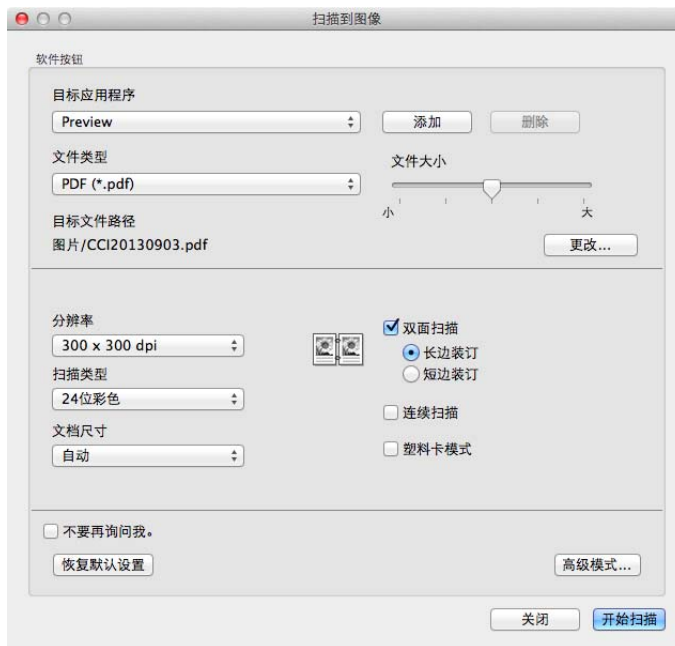 扫描到图像
软件按钮
目标应用程序
Preview
添加
删除
文件类型
PDF (*.pdf)
文件大小
小
大
目标文件路径
图片/CCI20130903.pdf
更改...
分辨率
300 x 300 dpi
扫描类型
24位彩色
文档尺寸
自动
双面扫描
长边装订
短边装订
连续扫描
塑料卡模式
不要再询问我。
恢复默认设置
高级模式...
关闭
开始扫描